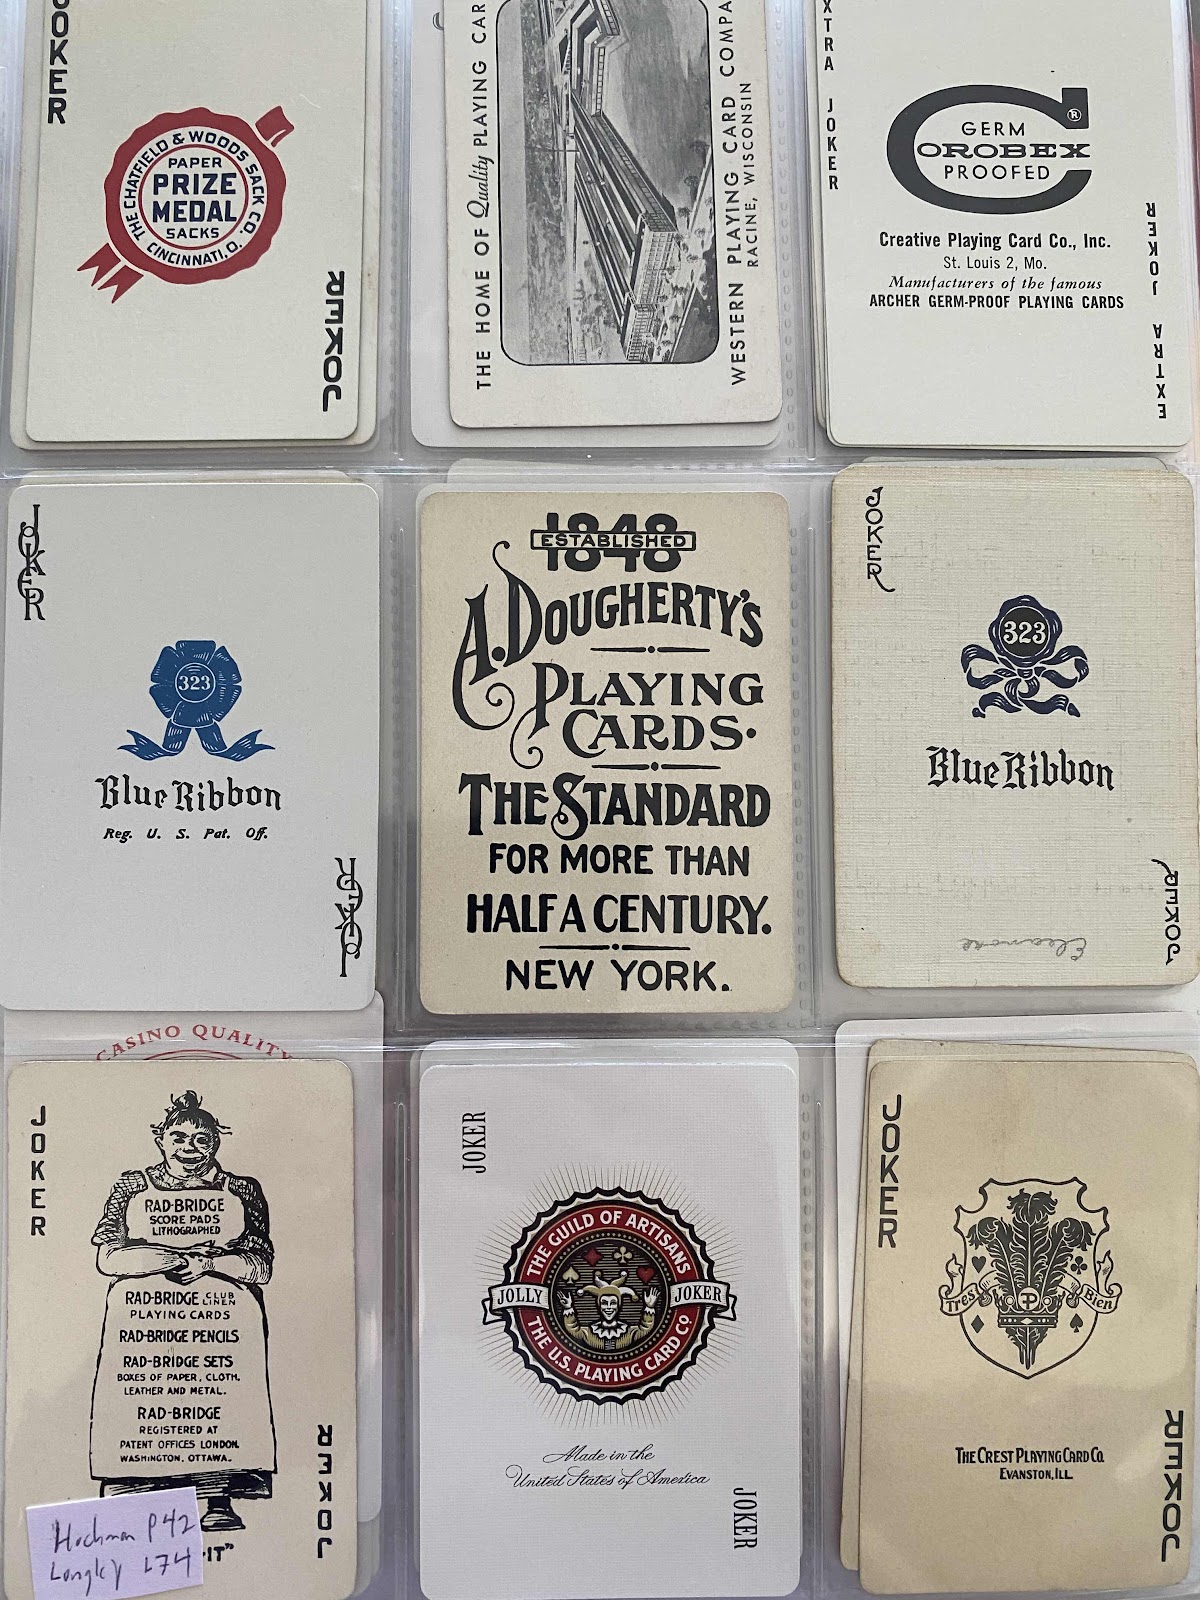 JOKER
THE CHATFIELD & WOODS SACK CO.
PAPER
PRIZE
MEDAL
SACKS
CINCINNATI, O.
JOKER
THE HOME OF Quality PLAYING CAR
WESTERN PLAYING CARD COMPA
RACINE, WISCONSIN
XTRA JOKER
C ®
GERM
COROBEX
PROOFED
Creative Playing Card Co., Inc.
St. Louis 2, Mo.
Manufacturers of the famous
ARCHER GERM-PROOF PLAYING CARDS
EXTRA JOKER
JOKER
323
Blue Ribbon
Reg. U. S. Pat. Off.
JOKER
1848
ESTABLISHED
A. DOUGHERTY'S
PLAYING
CARDS.
THE STANDARD
FOR MORE THAN
HALF A CENTURY.
NEW YORK.
JOKER
323
Blue Ribbon
Eleanore
JOKER
CASINO QUALITY
JOKER
RAD-BRIDGE
SCORE PADS
LITHOGRAPHED
RAD-BRIDGE CLUB LINEN
PLAYING CARDS
RAD-BRIDGE PENCILS
RAD-BRIDGE SETS
BOXES OF PAPER, CLOTH,
LEATHER AND METAL.
RAD-BRIDGE
REGISTERED AT
PATENT OFFICES LONDON,
WASHINGTON, OTTAWA.
IT"
JOKER
Hochman P42
Longley L74
JOKER
THE GUILD OF ARTISANS
JOLLY JOKER
THE U.S. PLAYING CARD CO.
Made in the
United States of America
JOKER
JOKER
Tres Bien
CP
THE CREST PLAYING CARD CO.
EVANSTON, ILL.
JOKER